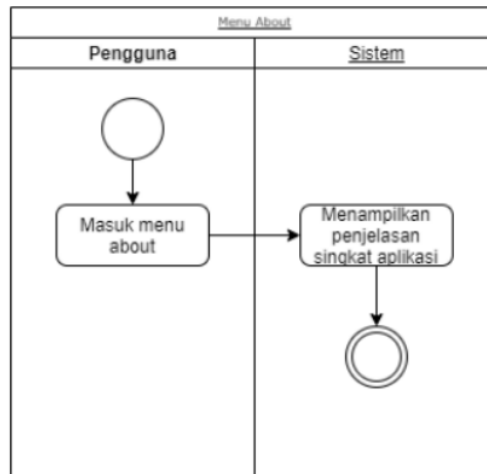 Menu About
Pengguna
Sistem
Masuk menu
about
Menampilkan
penjelasan
singkat aplikasi